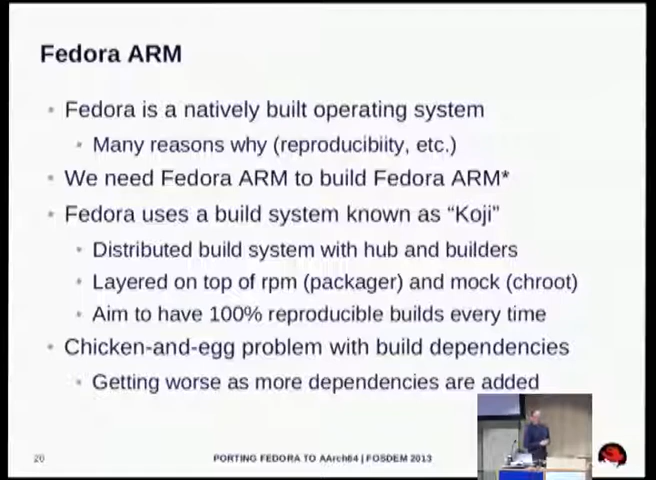 Fedora ARM
Fedora is a natively built operating system
Many reasons why (reproducibiity, etc.)
We need Fedora ARM to build Fedora ARM*
Fedora uses a build system known as “Koji”
Distributed build system with hub and builders
Layered on top of rpm (packager) and mock (chroot)
Aim to have 100% reproducible builds every time
Chicken-and-egg problem with build dependencies
Getting worse as more dependencies are added
20 PORTING FEDORA TO AArch64 | FOSDEM 2013